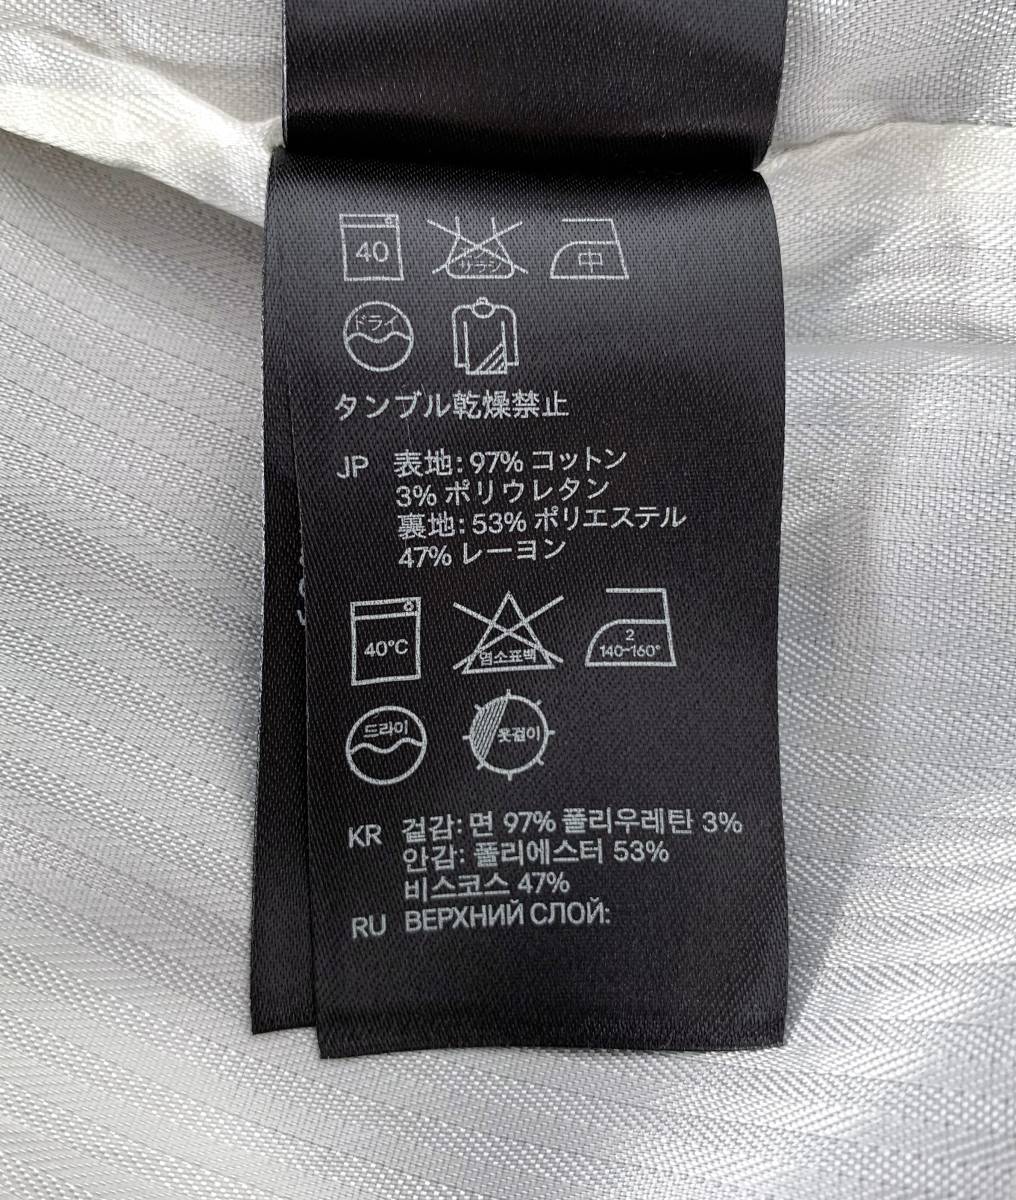 40
サラシ
中
ドライ
タンブル乾燥禁止
JP 表地: 97% コットン
3% ポリウレタン
裏地: 53% ポリエステル
47% レーヨン
40°C
염소표백
2
140~160°
드라이
옷걸이
KR 겉감: 면 97% 폴리우레탄 3%
안감: 폴리에스터 53%
비스코스 47%
RU ВЕРХНИЙ СЛОЙ: